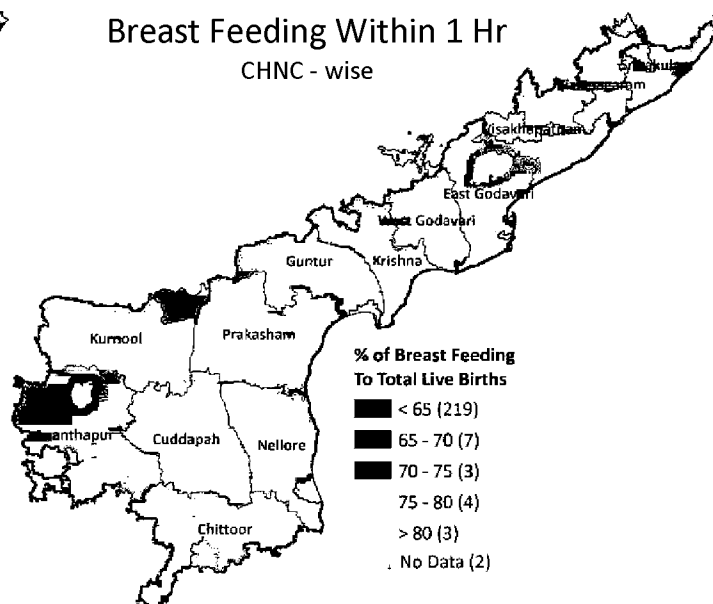 Breast Feeding Within 1 Hr
CHNC - wise
Visakhapatnam
East Godavari
West Godavari
Guntur
Krishna
Kurnool
Prakasham
% of Breast Feeding
To Total Live Births
< 65 (219)
65 - 70 (7)
70 - 75 (3)
75 - 80 (4)
> 80 (3)
No Data (2)
anthapur
Cuddapah
Nellore
Chittoor